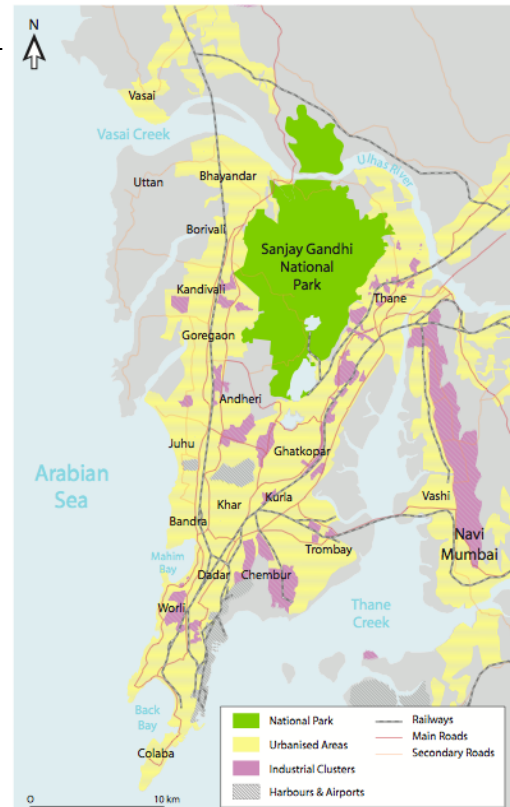 N
Vasai
Vasai Creek
Ulhas River
Uttan
Bhayandar
Borivali
Sanjay Gandhi
National
Park
Kandivali
Thane
Goregaon
Andheri
Juhu
Ghatkopar
Arabian
Sea
Khar
Kurla
Vashi
Bandra
Navi
Mumbai
Mahim
Bay
Trombay
Dadar
Chembur
Worli
Thane
Creek
Back
Bay
Colaba
National Park
Urbanised Areas
Industrial Clusters
Harbours & Airports
Railways
Main Roads
Secondary Roads
O
10 km